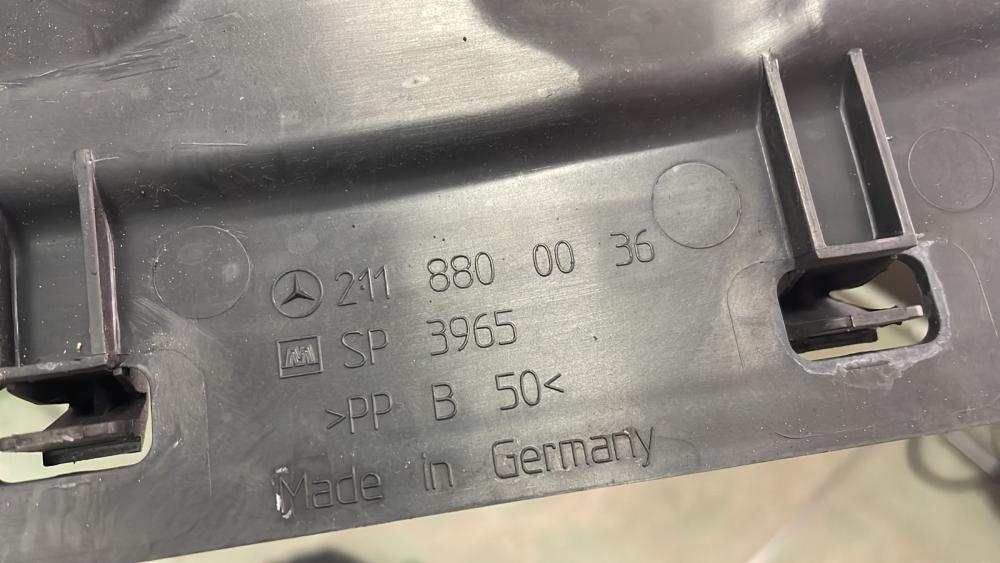 211 880 00 36
SP 3965
>PP B 50<
Made in Germany